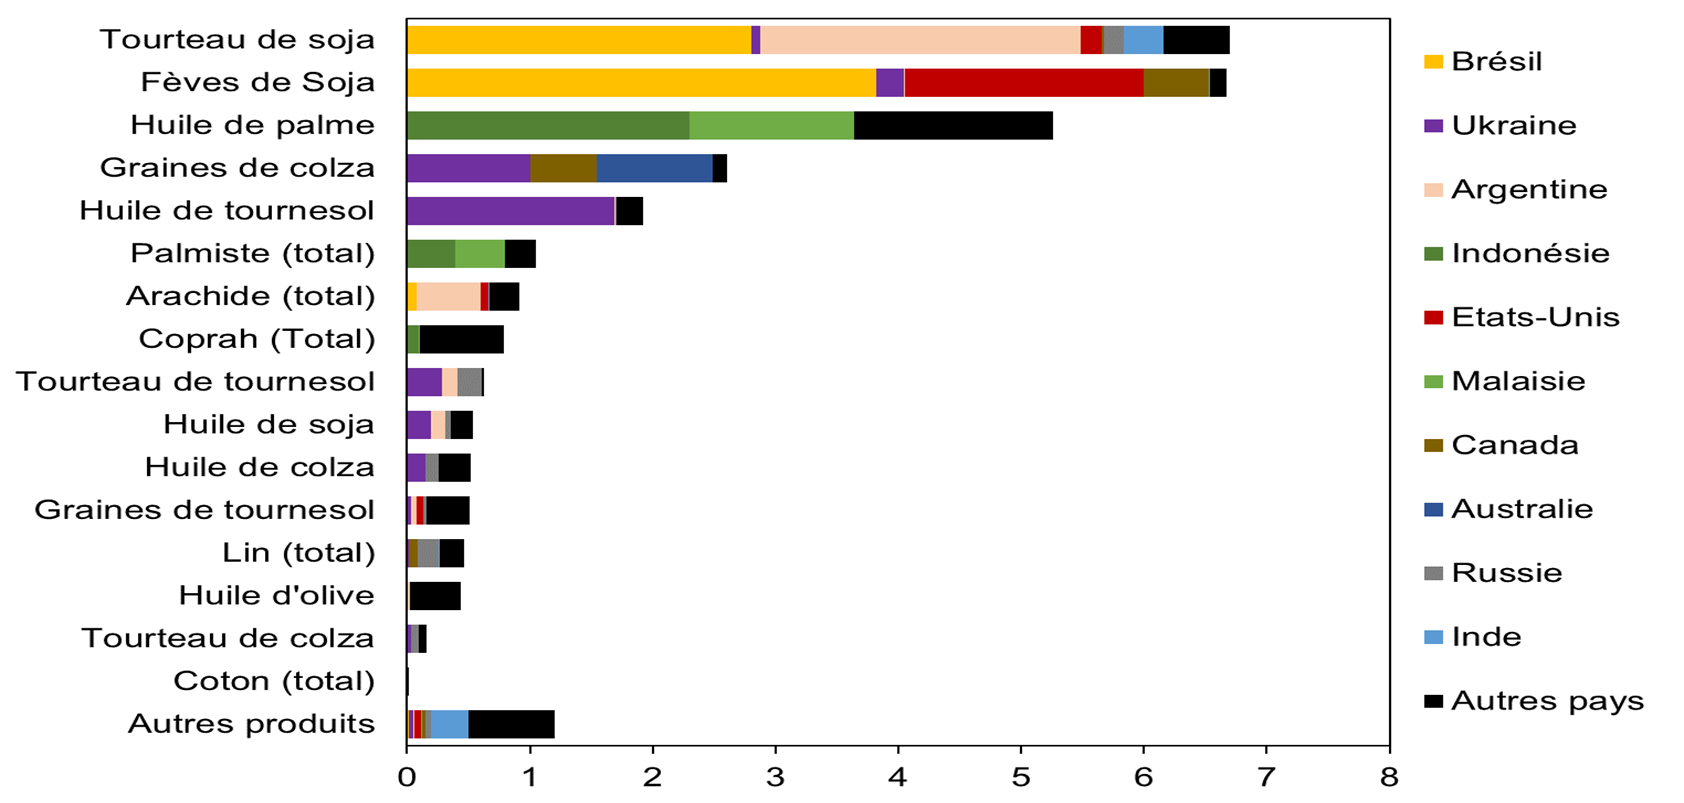 Tourteau de soja
Fèves de Soja
Huile de palme
Graines de colza
Huile de tournesol
Palmiste (total)
Arachide (total)
Coprah (Total)
Tourteau de tournesol
Huile de soja
Huile de colza
Graines de tournesol
Lin (total)
Huile d'olive
Tourteau de colza
Coton (total)
Autres produits
0 1 2 3 4 5 6 7 8
Brésil
Ukraine
Argentine
Indonésie
Etats-Unis
Malaisie
Canada
Australie
Russie
Inde
Autres pays